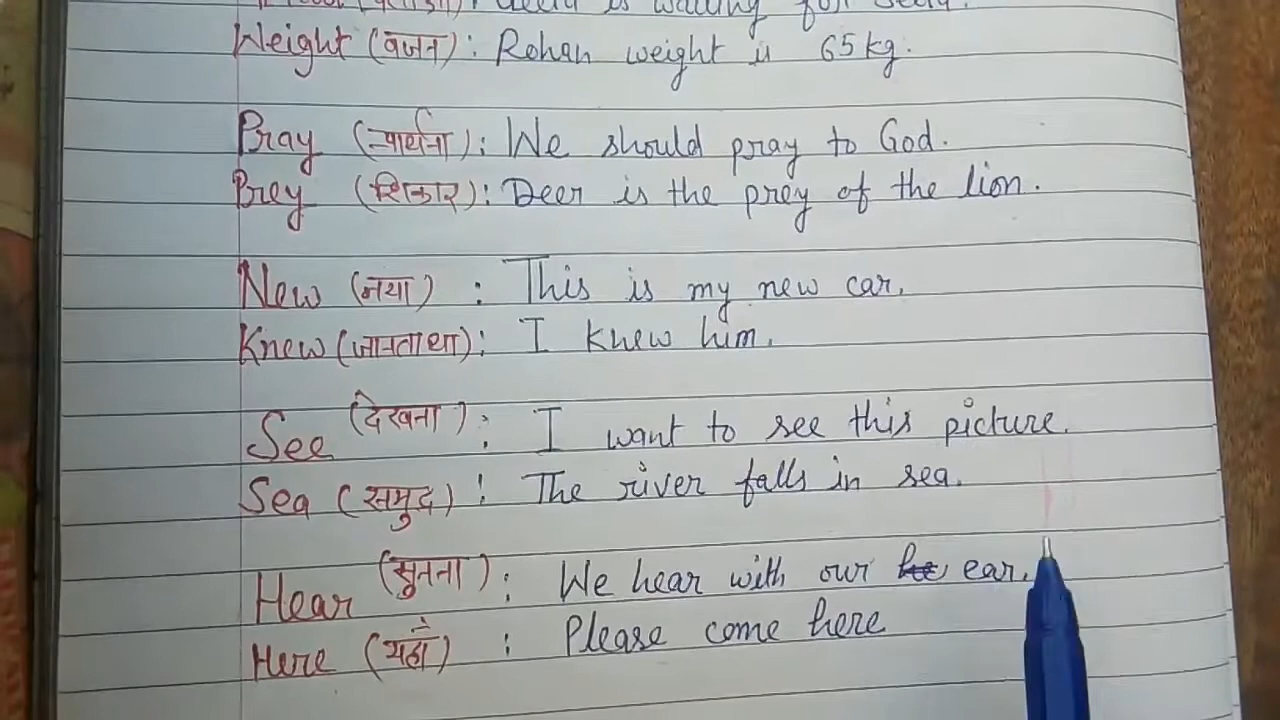 is waiting for
Weight (वजन) : Rohan weight is 65 kg.
Pray (प्रार्थना) : We should pray to God.
Prey (शिकार) : Deer is the prey of the lion.
New (नया) : This is my new car.
Knew (जानता था) : I knew him.
See (देखना) : I want to see this picture.
Sea (समुद्र) : The river falls in sea.
Hear (सुनना) : We hear with our ear.
Here (यहाँ) : Please come here